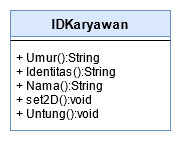 IDKaryawan
+ Umur():String
+ Identitas():String
+ Nama():String
+ set2D():void
+ Untung():void